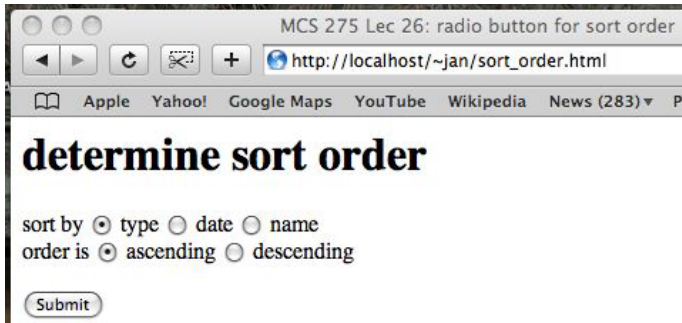 MCS 275 Lec 26: radio button for sort order
http://localhost/~jan/sort_order.html
Apple Yahoo! Google Maps YouTube Wikipedia News (283)▾
determine sort order
sort by type date name
order is ascending descending
Submit